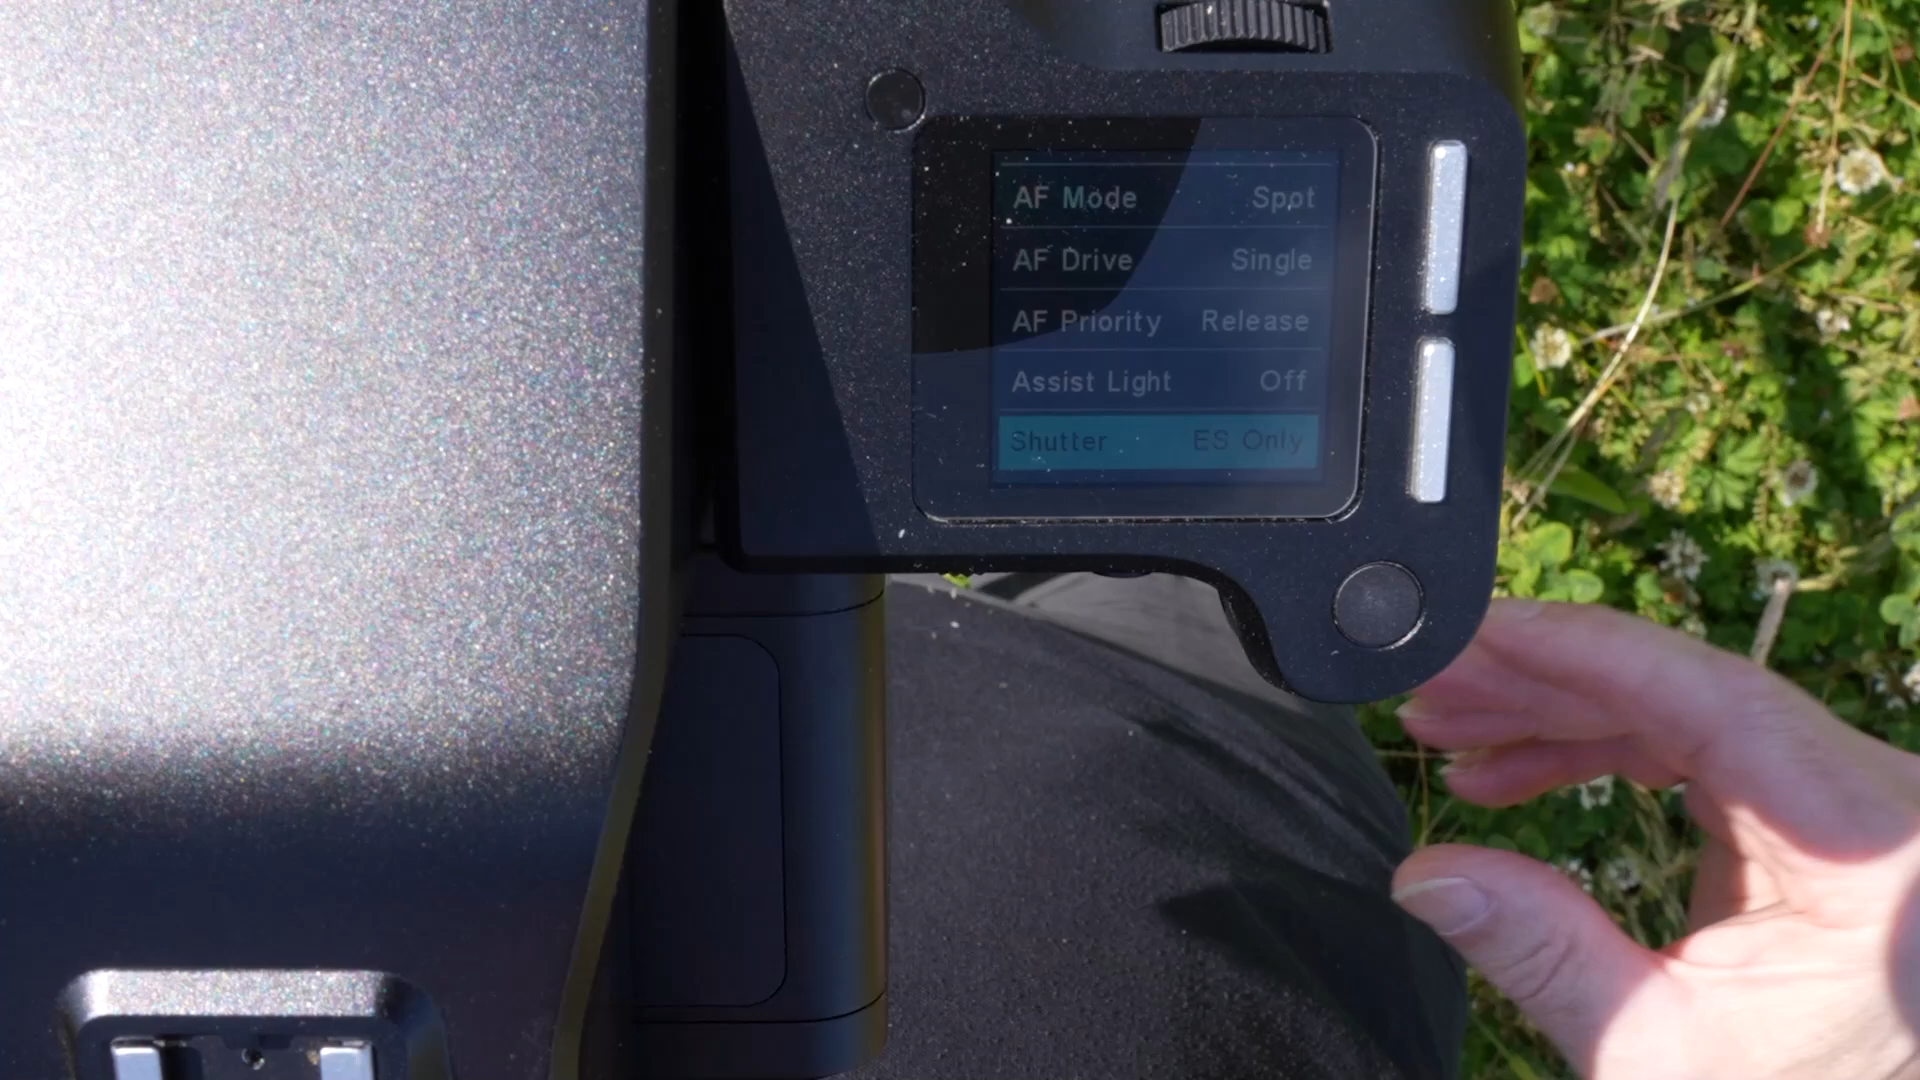 AF Mode Spot
AF Drive Single
AF Priority Release
Assist Light Off
Shutter ES Only